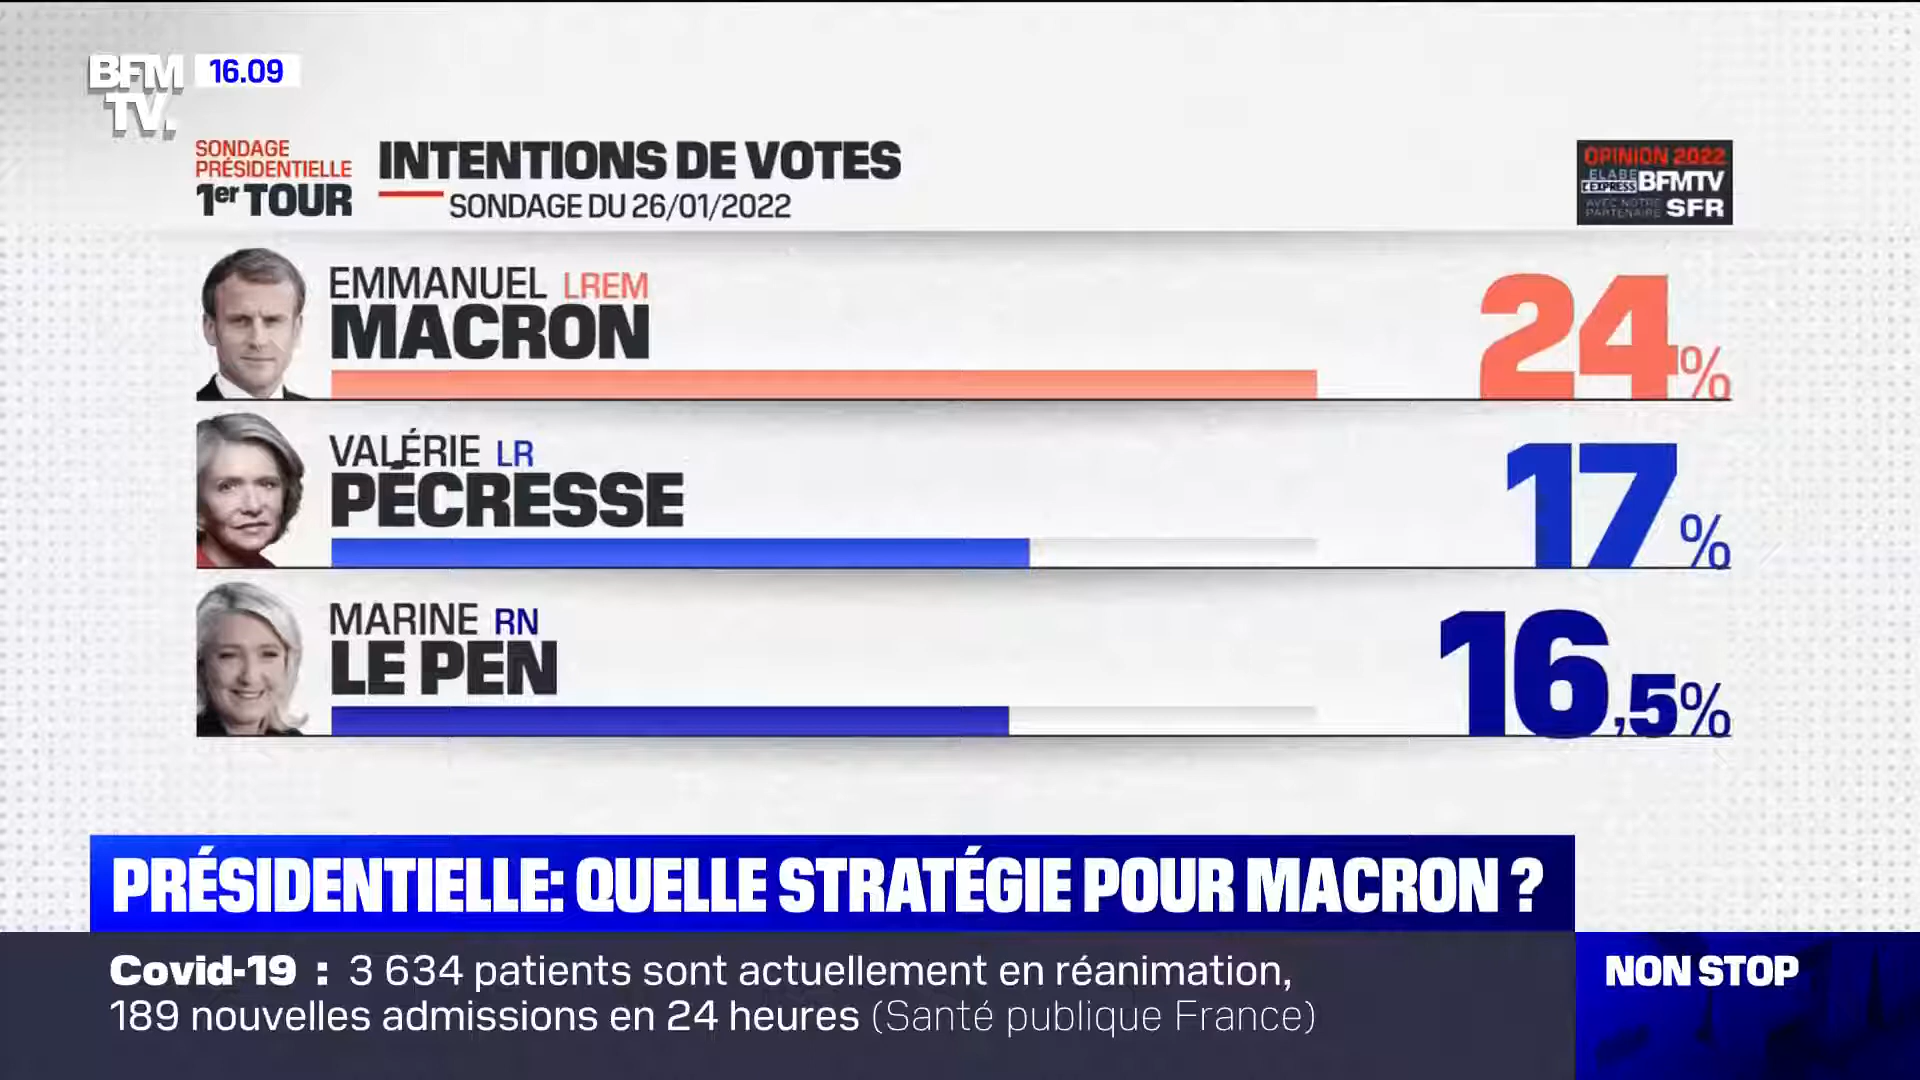 BFM
TV.
16.09
SONDAGE
PRÉSIDENTIELLE
1er TOUR
INTENTIONS DE VOTES
SONDAGE DU 26/01/2022
OPINION 2022
ELABE
L'EXPRESS BFMTV
AVEC NOTRE
PARTENAIRE SFR
EMMANUEL LREM
MACRON
24%
VALÉRIE LR
PÉCRESSE
17%
MARINE RN
LE PEN
16,5%
PRÉSIDENTIELLE: QUELLE STRATÉGIE POUR MACRON ?
Covid-19 : 3 634 patients sont actuellement en réanimation,
189 nouvelles admissions en 24 heures (Santé publique France)
NON STOP